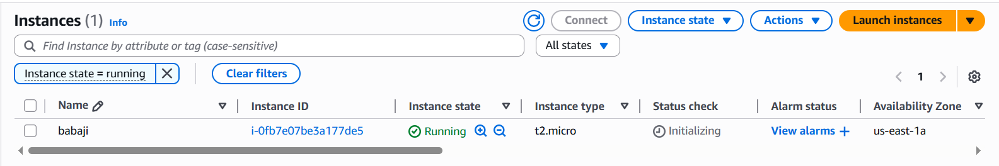 Instances (1) Info Connect Instance state Actions Launch instances
Find Instance by attribute or tag (case-sensitive) All states
Instance state = running Clear filters
1
Name Instance ID Instance state Instance type Status check Alarm status Availability Zone
babaji i-0fb7e07be3a177de5 Running t2.micro Initializing View alarms + us-east-1a